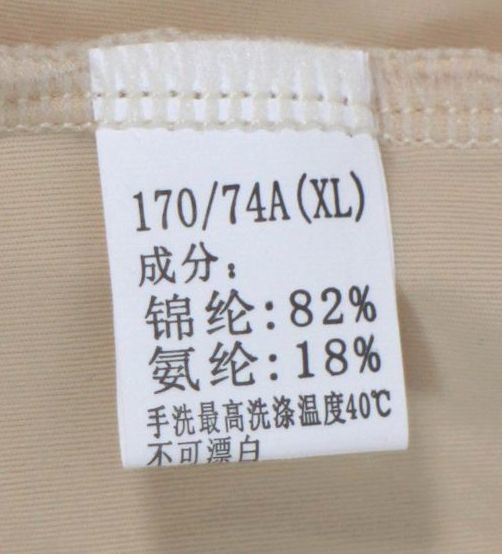 170/74A(XL)
成分：
锦纶：82%
氨纶：18%
手洗最高洗涤温度40℃
不可漂白